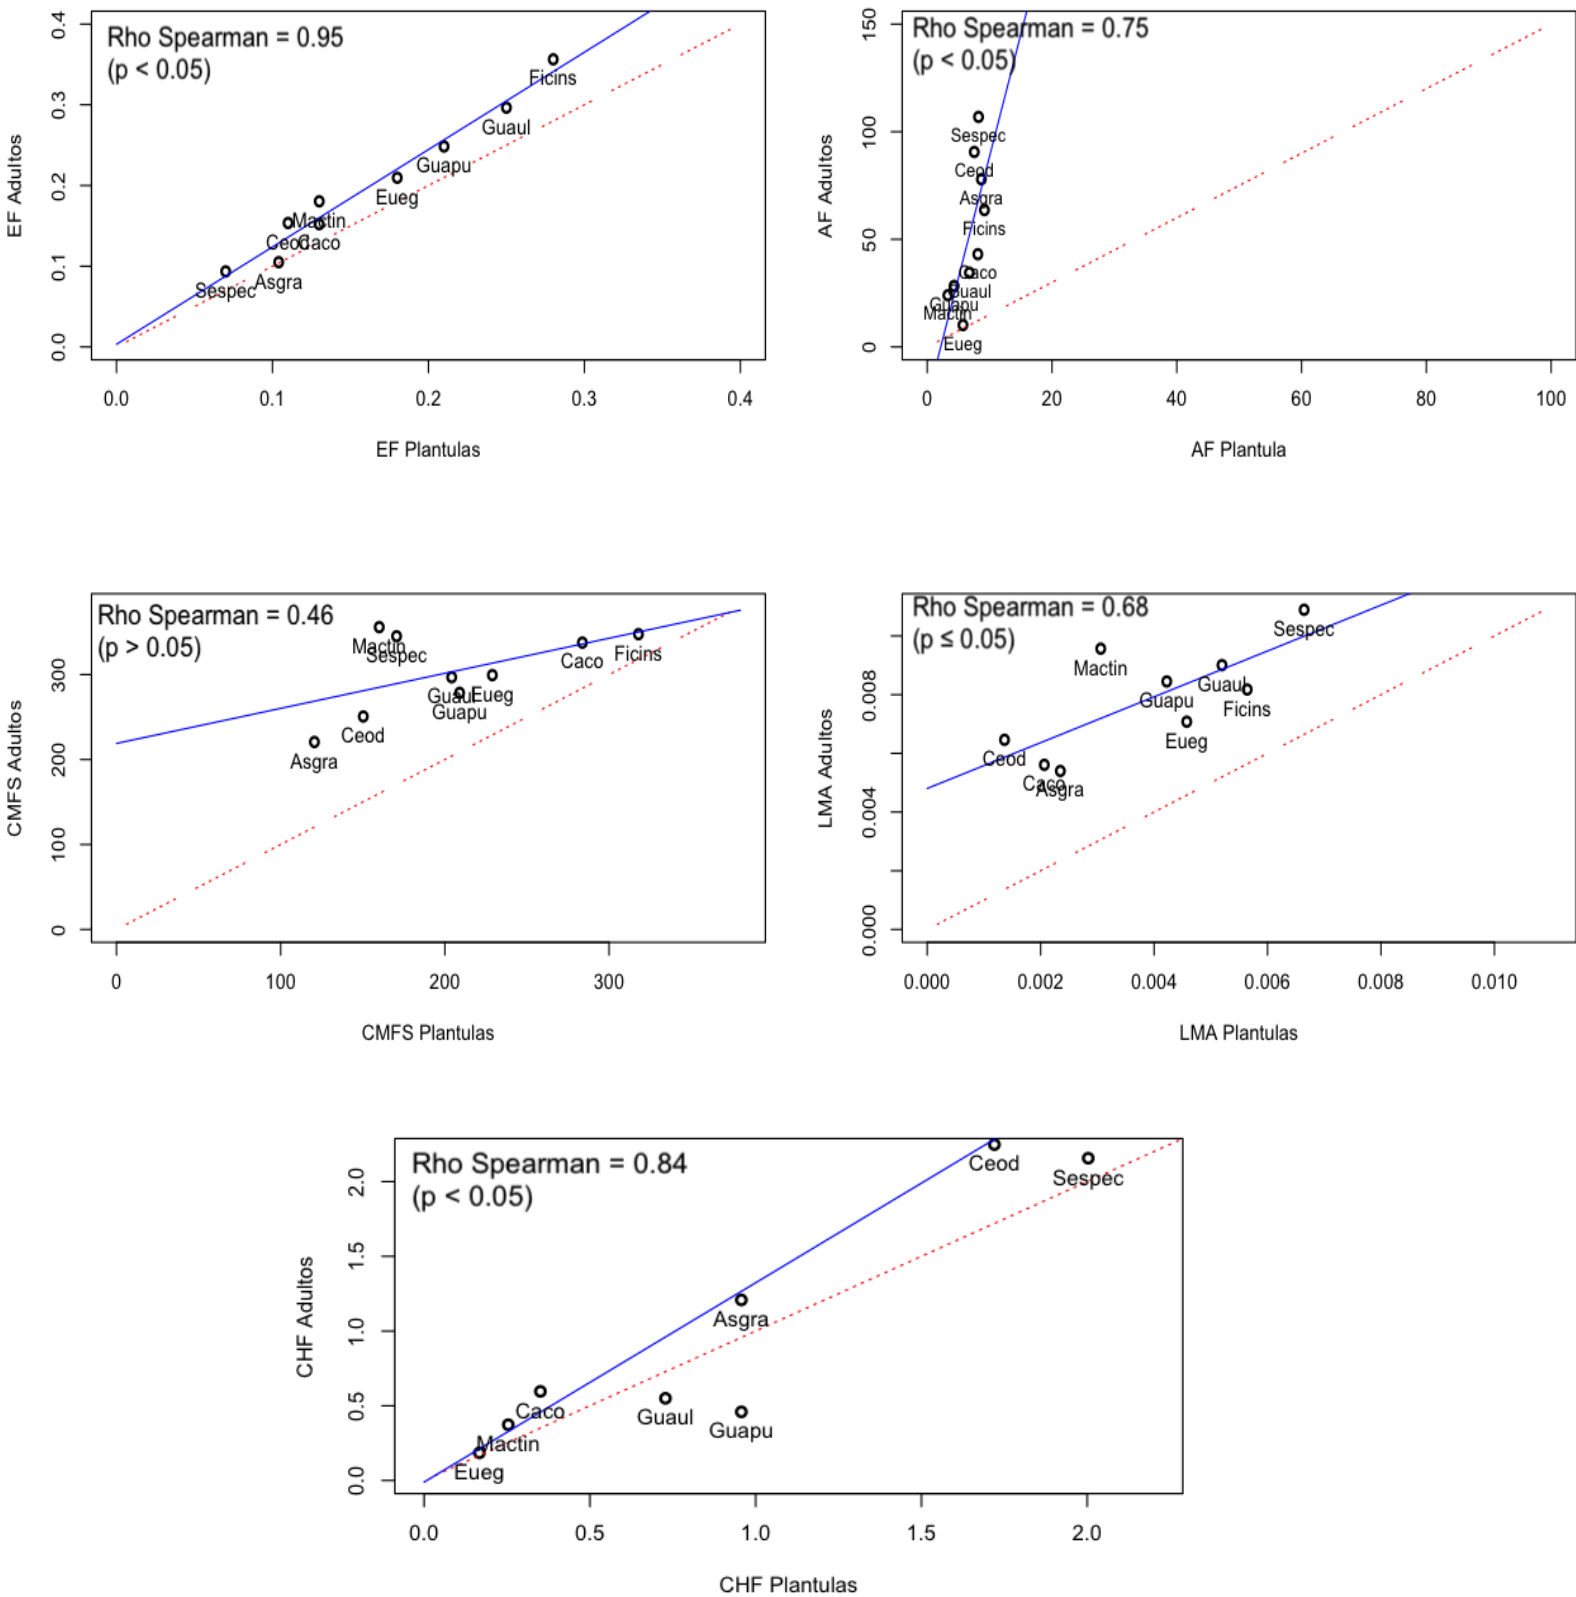 Rho Spearman = 0.95
(p < 0.05)
EF Adultos
0.0
0.1
0.2
0.3
0.4
Ficins
Guaul
Guapu
Eueg
Mactin
Ceod
Caco
Asgra
Sespec
0.0 0.1 0.2 0.3 0.4
EF Plantulas
Rho Spearman = 0.75
(p < 0.05)
AF Adultos
0
50
100
150
Sespec
Ceod
Asgra
Ficins
Caco
Guaul
Guapu
Mactin
Eueg
0 20 40 60 80 100
AF Plantula
Rho Spearman = 0.46
(p > 0.05)
CMFS Adultos
0
100
200
300
Mactin
Sespec
Caco
Ficins
Guaul
Eueg
Guapu
Ceod
Asgra
0 100 200 300
CMFS Plantulas
Rho Spearman = 0.68
(p ≤ 0.05)
LMA Adultos
0.000
0.004
0.008
Sespec
Mactin
Guaul
Guapu
Ficins
Eueg
Ceod
Caco
Asgra
0.000 0.002 0.004 0.006 0.008 0.010
LMA Plantulas
Rho Spearman = 0.84
(p < 0.05)
CHF Adultos
0.0
0.5
1.0
1.5
2.0
Ceod
Sespec
Asgra
Caco
Guaul
Guapu
Mactin
Eueg
0.0 0.5 1.0 1.5 2.0
CHF Plantulas